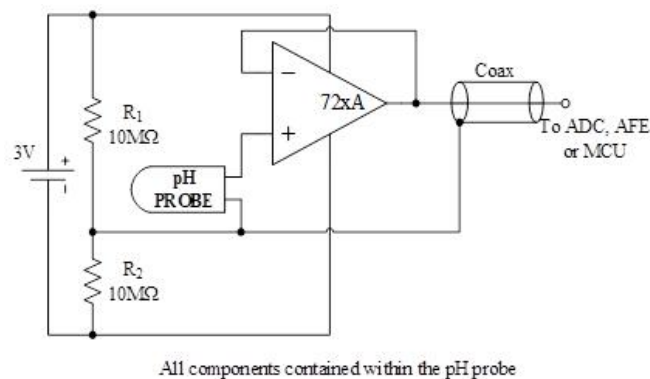 Coax
72xA
R1
10MΩ
To ADC, AFE
or MCU
3V
+
−
−
+
pH
PROBE
R2
10MΩ
All components contained within the pH probe